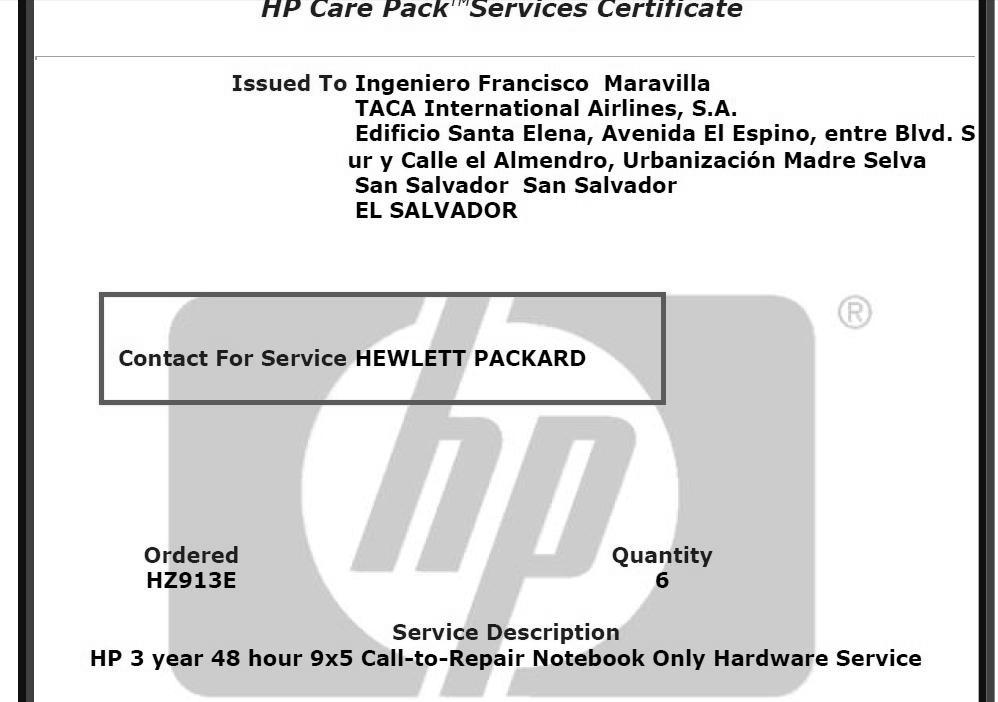 HP Care Pack™Services Certificate
Issued To Ingeniero Francisco Maravilla
TACA International Airlines, S.A.
Edificio Santa Elena, Avenida El Espino, entre Blvd. S
ur y Calle el Almendro, Urbanización Madre Selva
San Salvador San Salvador
EL SALVADOR
®
Contact For Service HEWLETT PACKARD
hp
Ordered Quantity
HZ913E 6
Service Description
HP 3 year 48 hour 9x5 Call-to-Repair Notebook Only Hardware Service